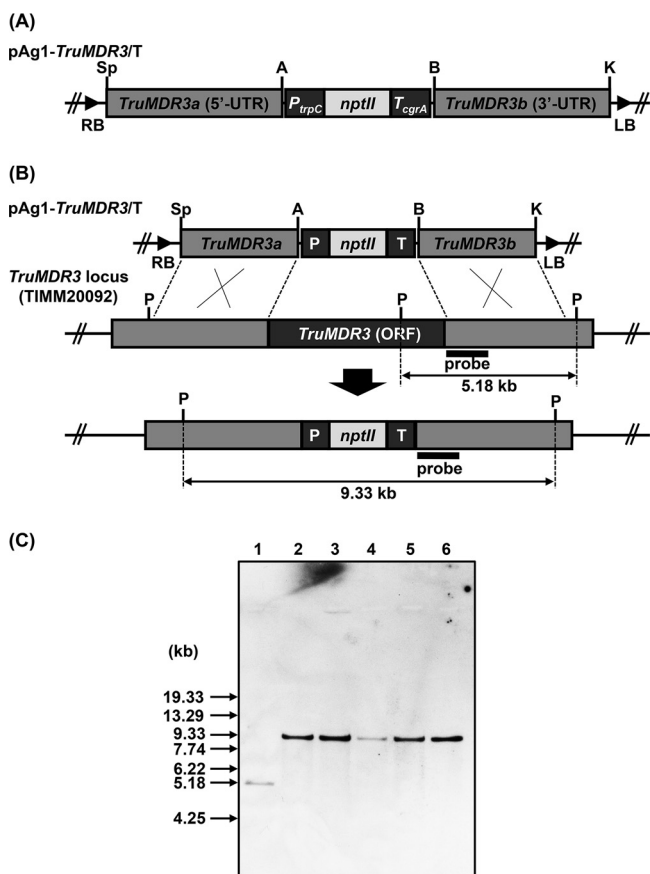 (A)
pAg1-TruMDR3/T
Sp A B K
TruMDR3a (5'-UTR) PtrpC nptII TcgrA TruMDR3b (3'-UTR)
RB LB
(B)
pAg1-TruMDR3/T
Sp A B K
TruMDR3a P nptII T TruMDR3b
RB LB
TruMDR3 locus
(TIMM20092)
P P P
TruMDR3 (ORF)
probe
5.18 kb
P P
P nptII T
probe
9.33 kb
(C)
1 2 3 4 5 6
(kb)
19.33
13.29
9.33
7.74
6.22
5.18
4.25